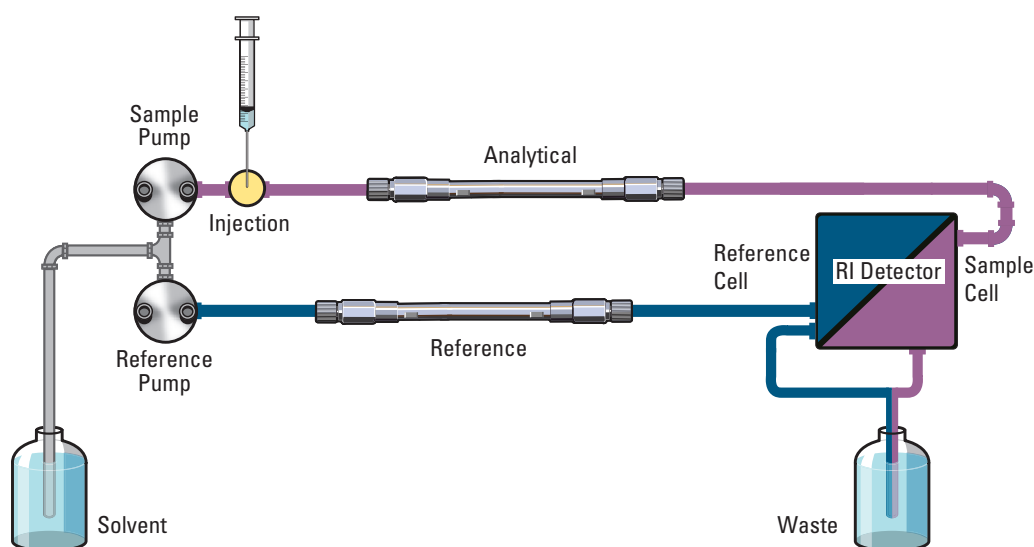 Sample
Pump
Analytical
Injection
Reference
Cell
RI Detector
Sample
Cell
Reference
Pump
Reference
Solvent
Waste